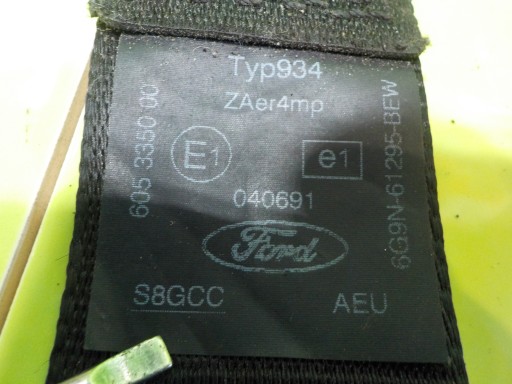 Typ934
ZAer4mp
605 3350 00
E1
e1
6G9N-61295-BEW
040691
Ford
S8GCC
AEU